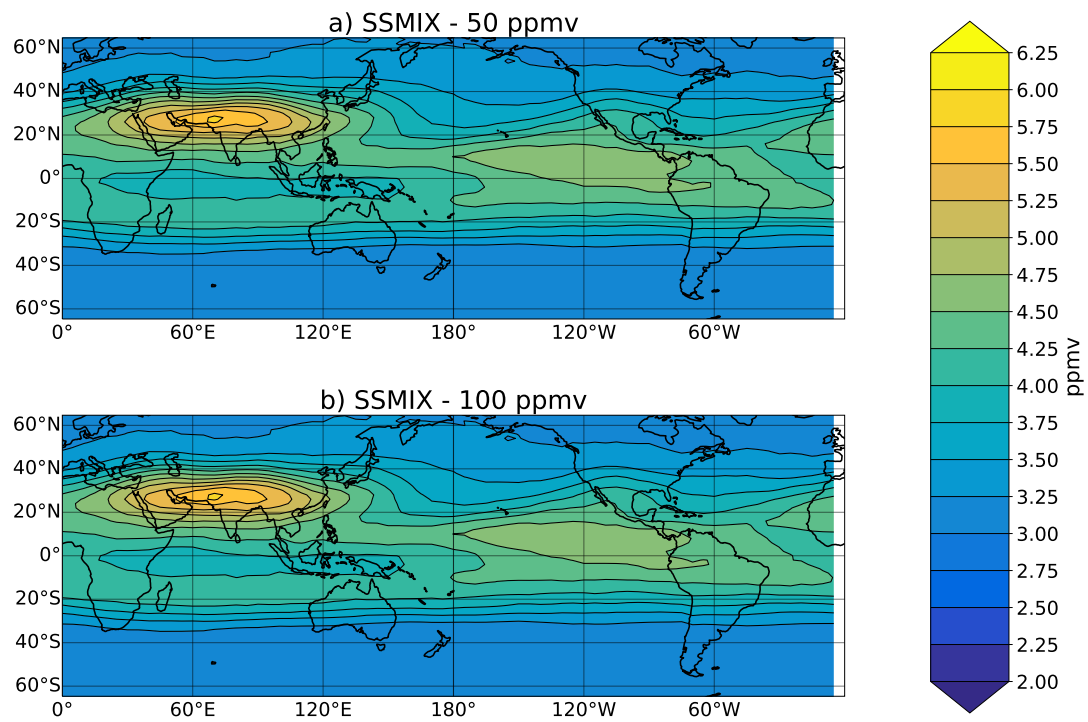 a) SSMIX - 50 ppmv
60°N
40°N
20°N
0°
20°S
40°S
60°S
0° 60°E 120°E 180° 120°W 60°W
b) SSMIX - 100 ppmv
60°N
40°N
20°N
0°
20°S
40°S
60°S
0° 60°E 120°E 180° 120°W 60°W
6.25
6.00
5.75
5.50
5.25
5.00
4.75
4.50
4.25
4.00
3.75
3.50
3.25
3.00
2.75
2.50
2.25
2.00
ppmv